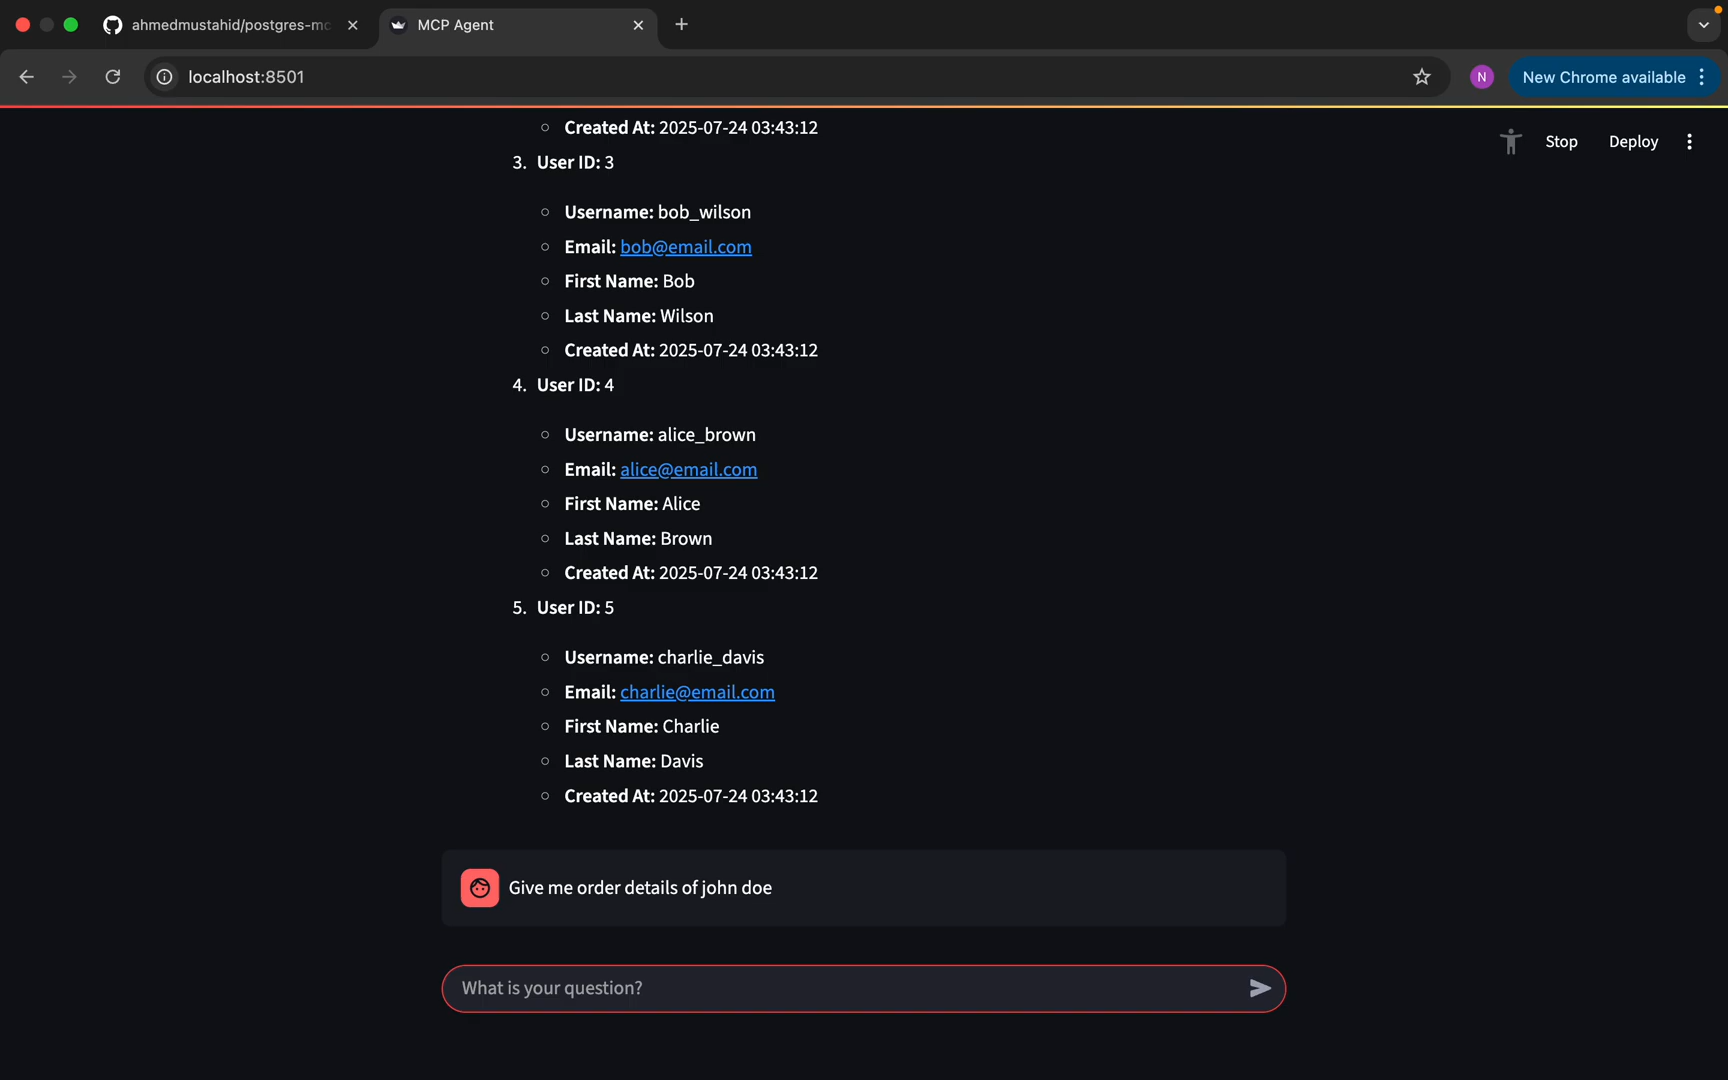 ahmedmustahid/postgres-mc
MCP Agent
localhost:8501
N
New Chrome available
Stop
Deploy
Created At: 2025-07-24 03:43:12
3. User ID: 3
Username: bob_wilson
Email: bob@email.com
First Name: Bob
Last Name: Wilson
Created At: 2025-07-24 03:43:12
4. User ID: 4
Username: alice_brown
Email: alice@email.com
First Name: Alice
Last Name: Brown
Created At: 2025-07-24 03:43:12
5. User ID: 5
Username: charlie_davis
Email: charlie@email.com
First Name: Charlie
Last Name: Davis
Created At: 2025-07-24 03:43:12
Give me order details of john doe
What is your question?